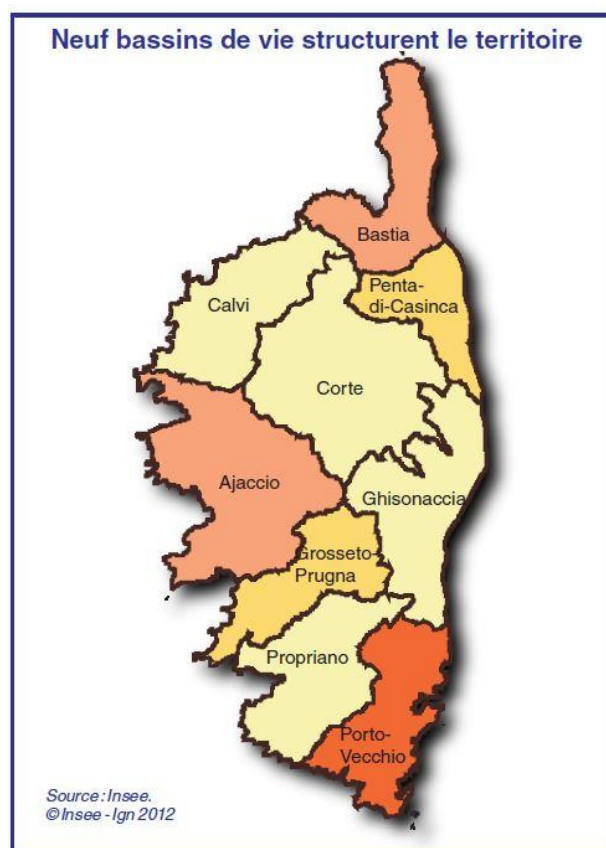 Neuf bassins de vie structurent le territoire
Bastia
Penta-
di-Casinca
Calvi
Corte
Ajaccio
Ghisonaccia
Grosseto-
Prugna
Propriano
Porto-
Vecchio
Source : Insee.
© Insee - Ign 2012